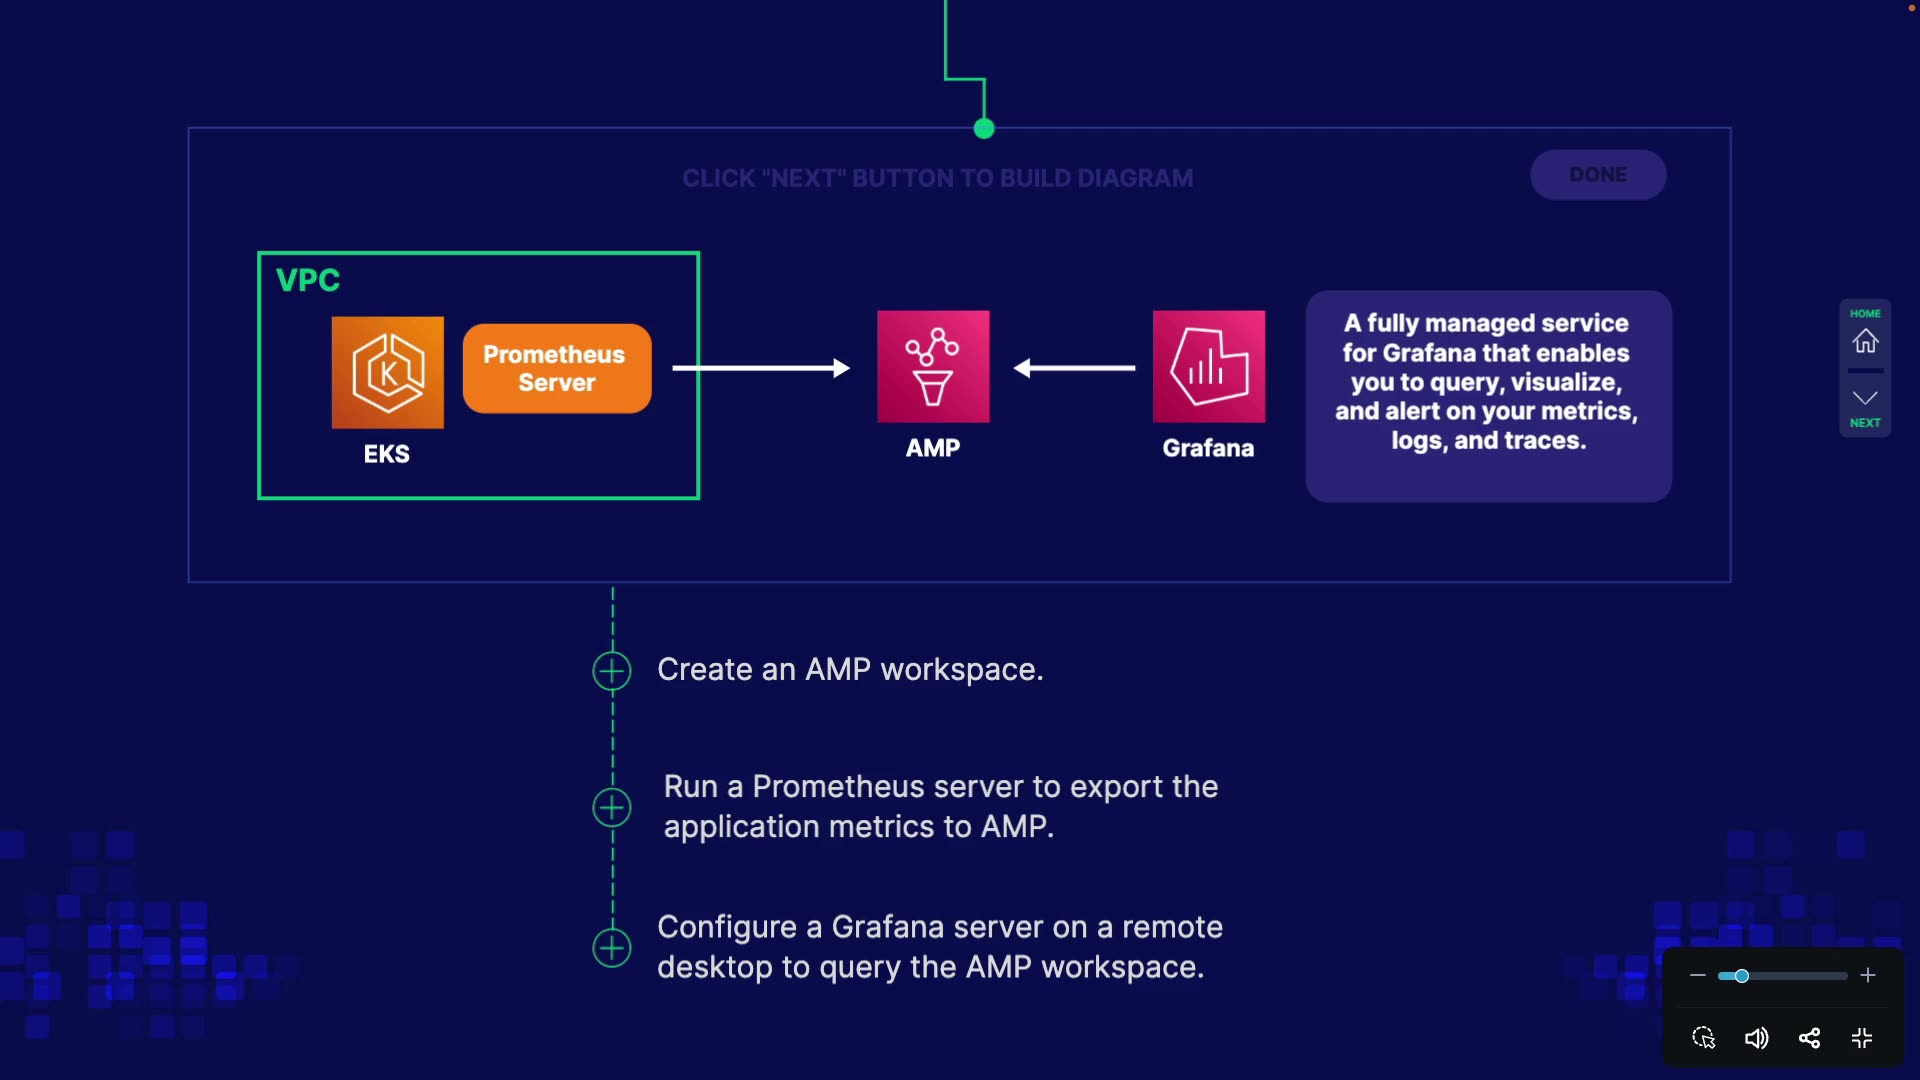 CLICK "NEXT" BUTTON TO BUILD DIAGRAM
DONE
VPC
Prometheus
Server
EKS
AMP
Grafana
A fully managed service
for Grafana that enables
you to query, visualize,
and alert on your metrics,
logs, and traces.
HOME
NEXT
Create an AMP workspace.
Run a Prometheus server to export the
application metrics to AMP.
Configure a Grafana server on a remote
desktop to query the AMP workspace.